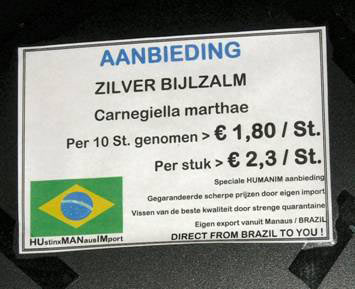 AANBIEDING
ZILVER BIJLZALM
Carnegiella marthae
Per 10 St. genomen > € 1,80 / St.
Per stuk > € 2,3 / St.
Speciale HUMANIM aanbieding
Gegarandeerde scherpe prijzen door eigen import
Vissen van de beste kwaliteit door strenge quarantaine
Eigen export vanuit Manaus / BRAZIL
DIRECT FROM BRAZIL TO YOU !
HUstinxMANausIMport